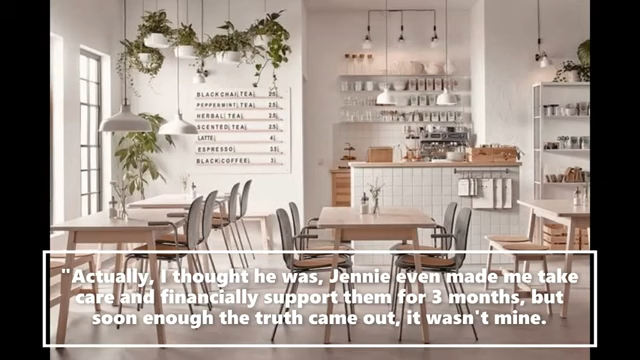 BLACK CHAI TEA 25
PEPPERMINT TEA 25
HERBAL TEA 25
SCENTED TEA 25
LATTE 4
ESPRESSO 35
BLACK COFFEE 3
"Actually, I thought he was, Jennie even made me take
care and financially support them for 3 months, but
soon enough the truth came out, it wasn't mine.